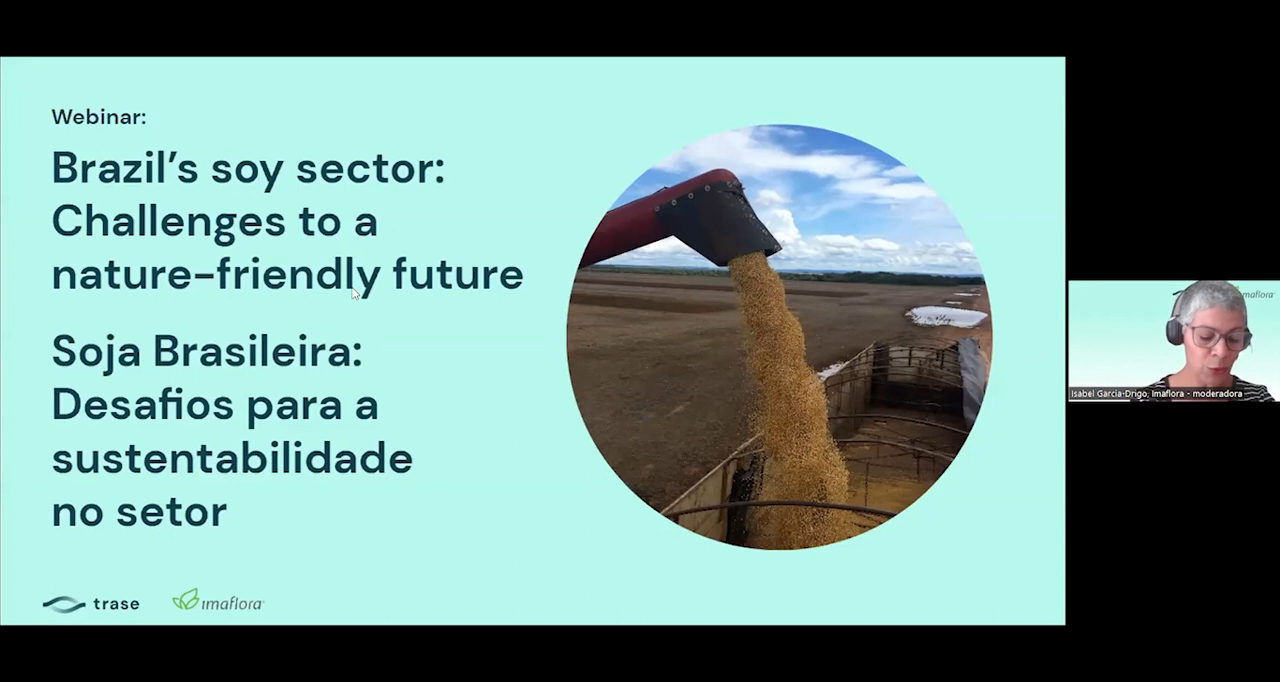 Webinar:
Brazil’s soy sector:
Challenges to a
nature-friendly future
Soja Brasileira:
Desafios para a
sustentabilidade
no setor
trase
imaflora
imaflora
Isabel Garcia-Drigo, Imaflora - moderadora